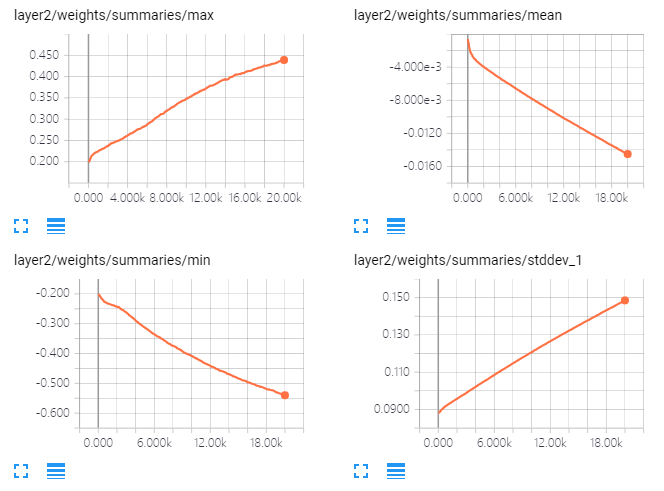 layer2/weights/summaries/max
0.450
0.400
0.350
0.300
0.250
0.200
0.000 4.000k 8.000k 12.00k 16.00k 20.00k
layer2/weights/summaries/mean
-4.000e-3
-8.000e-3
-0.0120
-0.0160
0.000 6.000k 12.00k 18.00k
layer2/weights/summaries/min
-0.200
-0.300
-0.400
-0.500
-0.600
0.000 6.000k 12.00k 18.00k
layer2/weights/summaries/stddev_1
0.150
0.130
0.110
0.0900
0.000 6.000k 12.00k 18.00k